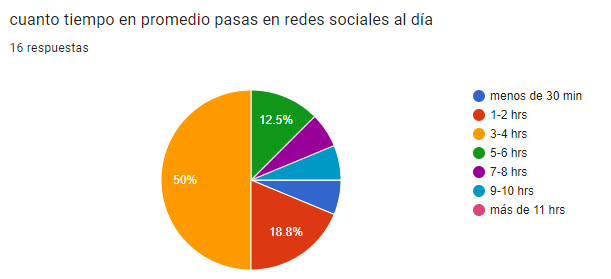 cuanto tiempo en promedio pasas en redes sociales al día
16 respuestas
12.5%
50%
18.8%
menos de 30 min
1-2 hrs
3-4 hrs
5-6 hrs
7-8 hrs
9-10 hrs
más de 11 hrs